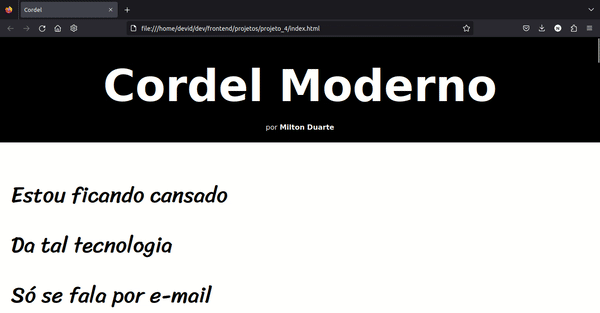 Cordel
file:///home/devid/dev/frontend/projetos/projeto_4/index.html
Cordel Moderno
por Milton Duarte
Estou ficando cansado
Da tal tecnologia
Só se fala por e-mail